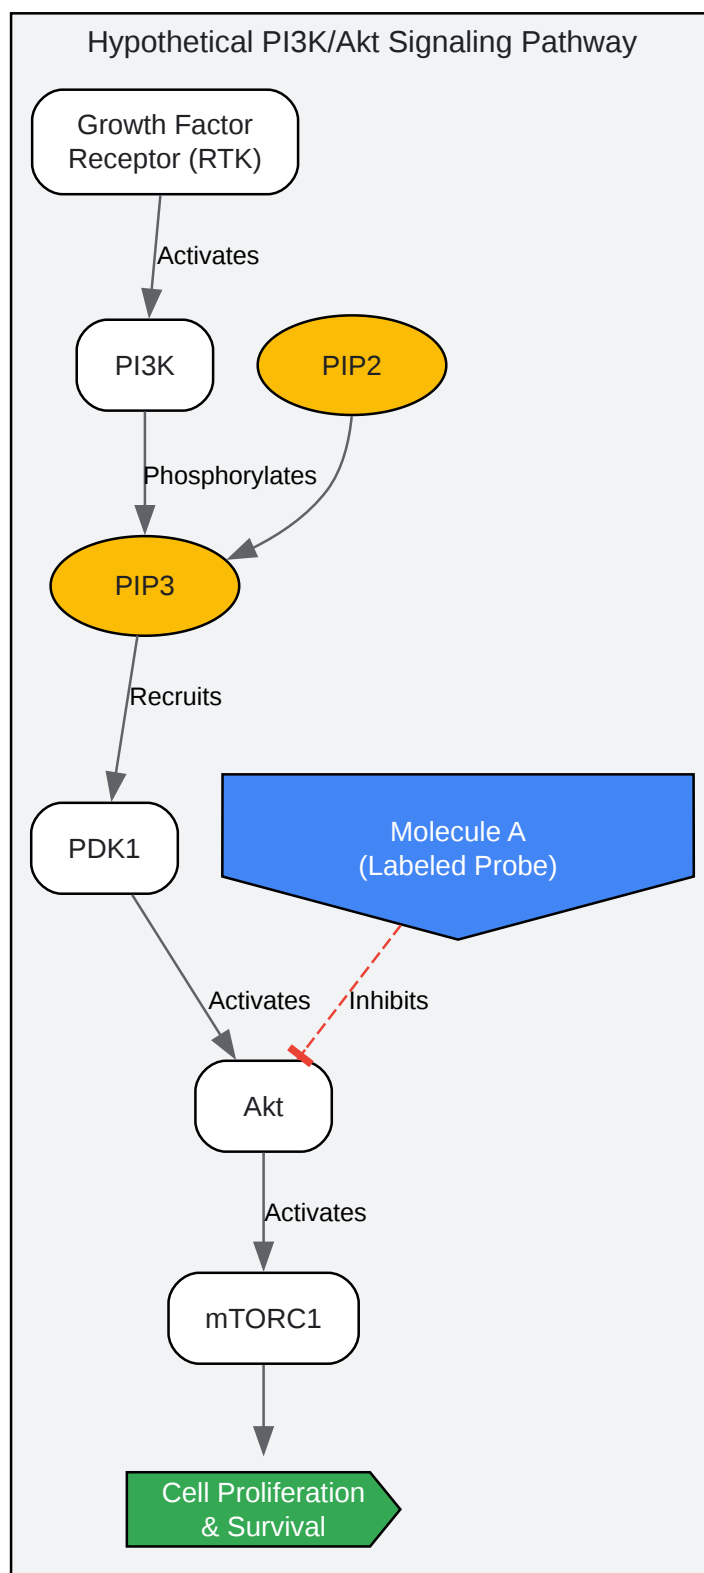 Hypothetical PI3K/Akt Signaling Pathway
Growth Factor
Receptor (RTK)
Activates
PI3K
PIP2
Phosphorylates
PIP3
Recruits
PDK1
Molecule A
(Labeled Probe)
Activates
Inhibits
Akt
Activates
mTORC1
Cell Proliferation
& Survival